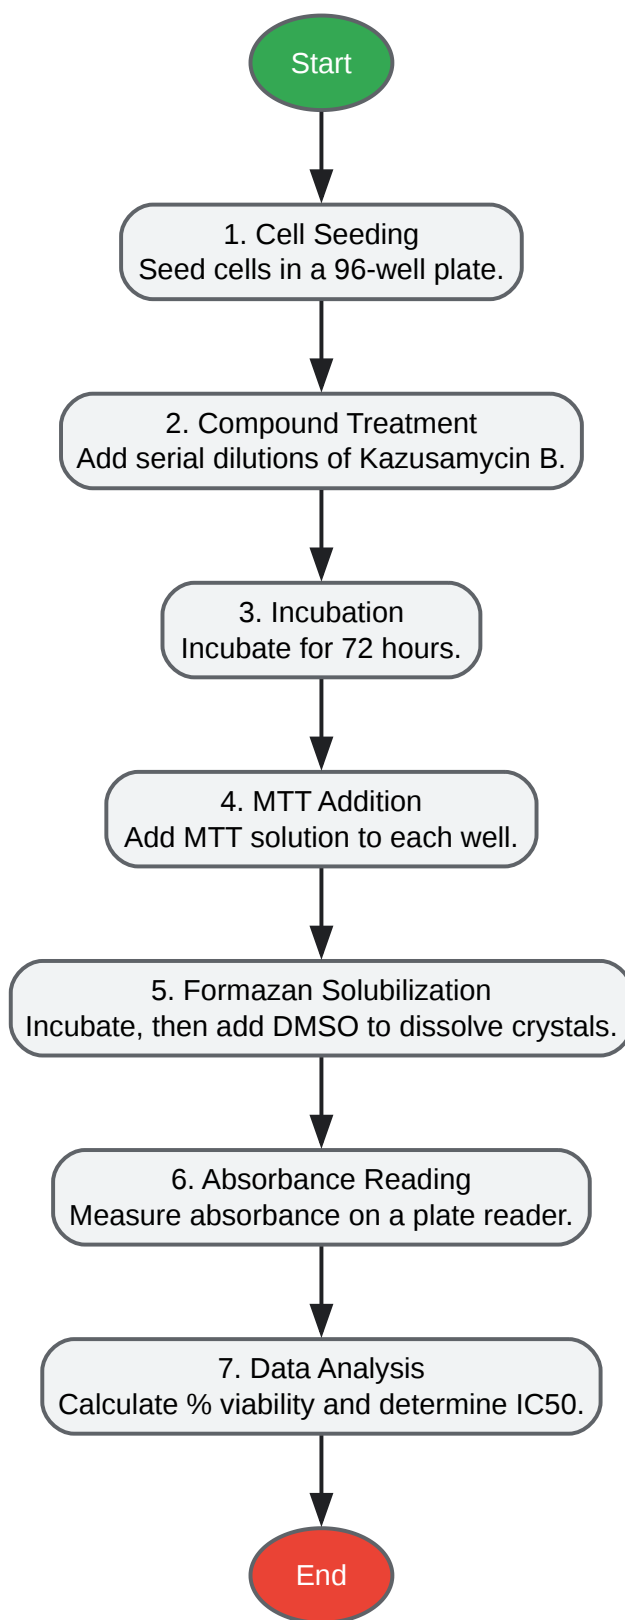 Start
1. Cell Seeding
Seed cells in a 96-well plate.
2. Compound Treatment
Add serial dilutions of Kazusamycin B.
3. Incubation
Incubate for 72 hours.
4. MTT Addition
Add MTT solution to each well.
5. Formazan Solubilization
Incubate, then add DMSO to dissolve crystals.
6. Absorbance Reading
Measure absorbance on a plate reader.
7. Data Analysis
Calculate % viability and determine IC50.
End